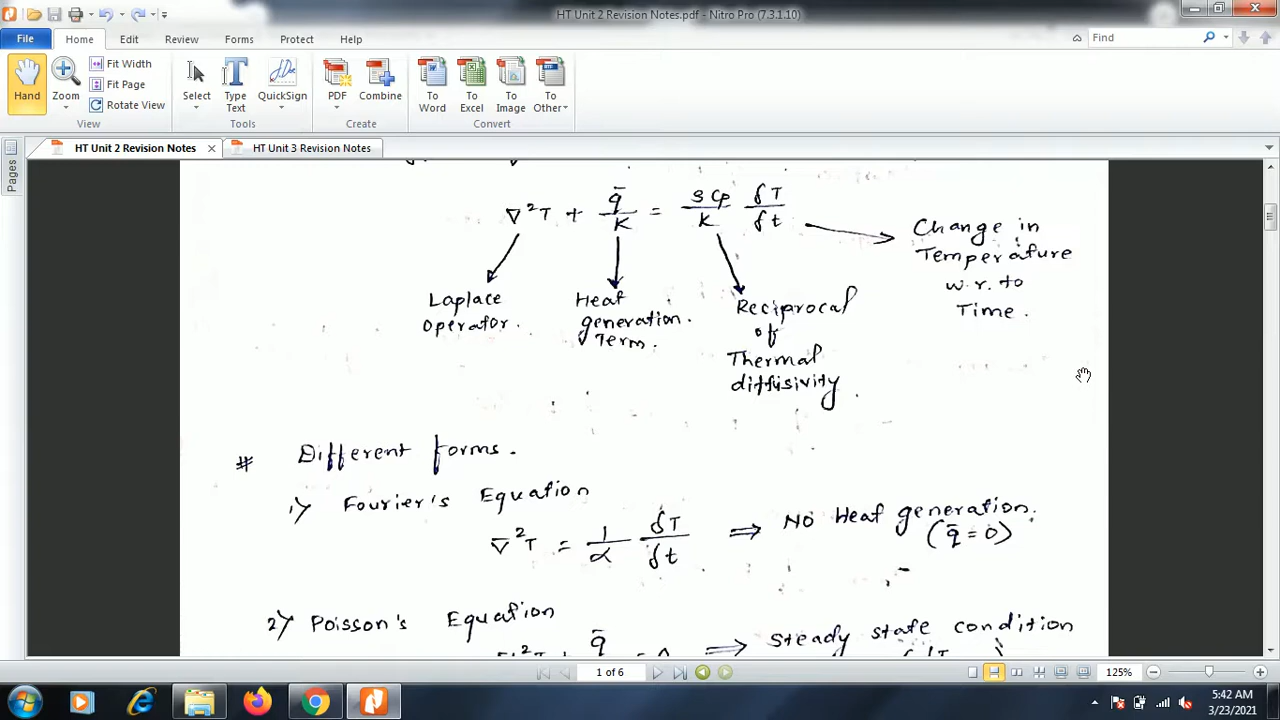 HT Unit 2 Revision Notes.pdf - Nitro Pro (7.3.1.10)
File Home Edit Review Forms Protect Help
Find
Hand
Zoom
Fit Width
Fit Page
Rotate View
View
Select
Type Text
QuickSign
Tools
PDF
Combine
Create
To Word
To Excel
To Image
To Other
Convert
HT Unit 2 Revision Notes
HT Unit 3 Revision Notes
Pages
∇²T + q̄/K = ρCp/K δT/δt
Change in
Temperature
w.r. to
Time.
Laplace
operator.
Heat
generation.
Term.
Reciprocal
of
Thermal
diffusivity.
# Different forms.
1) Fourier's Equation
∇²T = 1/α δT/δt ⇒ No Heat generation.
(q̄ = 0)
2) Poisson's Equation
⇒ Steady state condition
1 of 6
125%
5:42 AM
3/23/2021